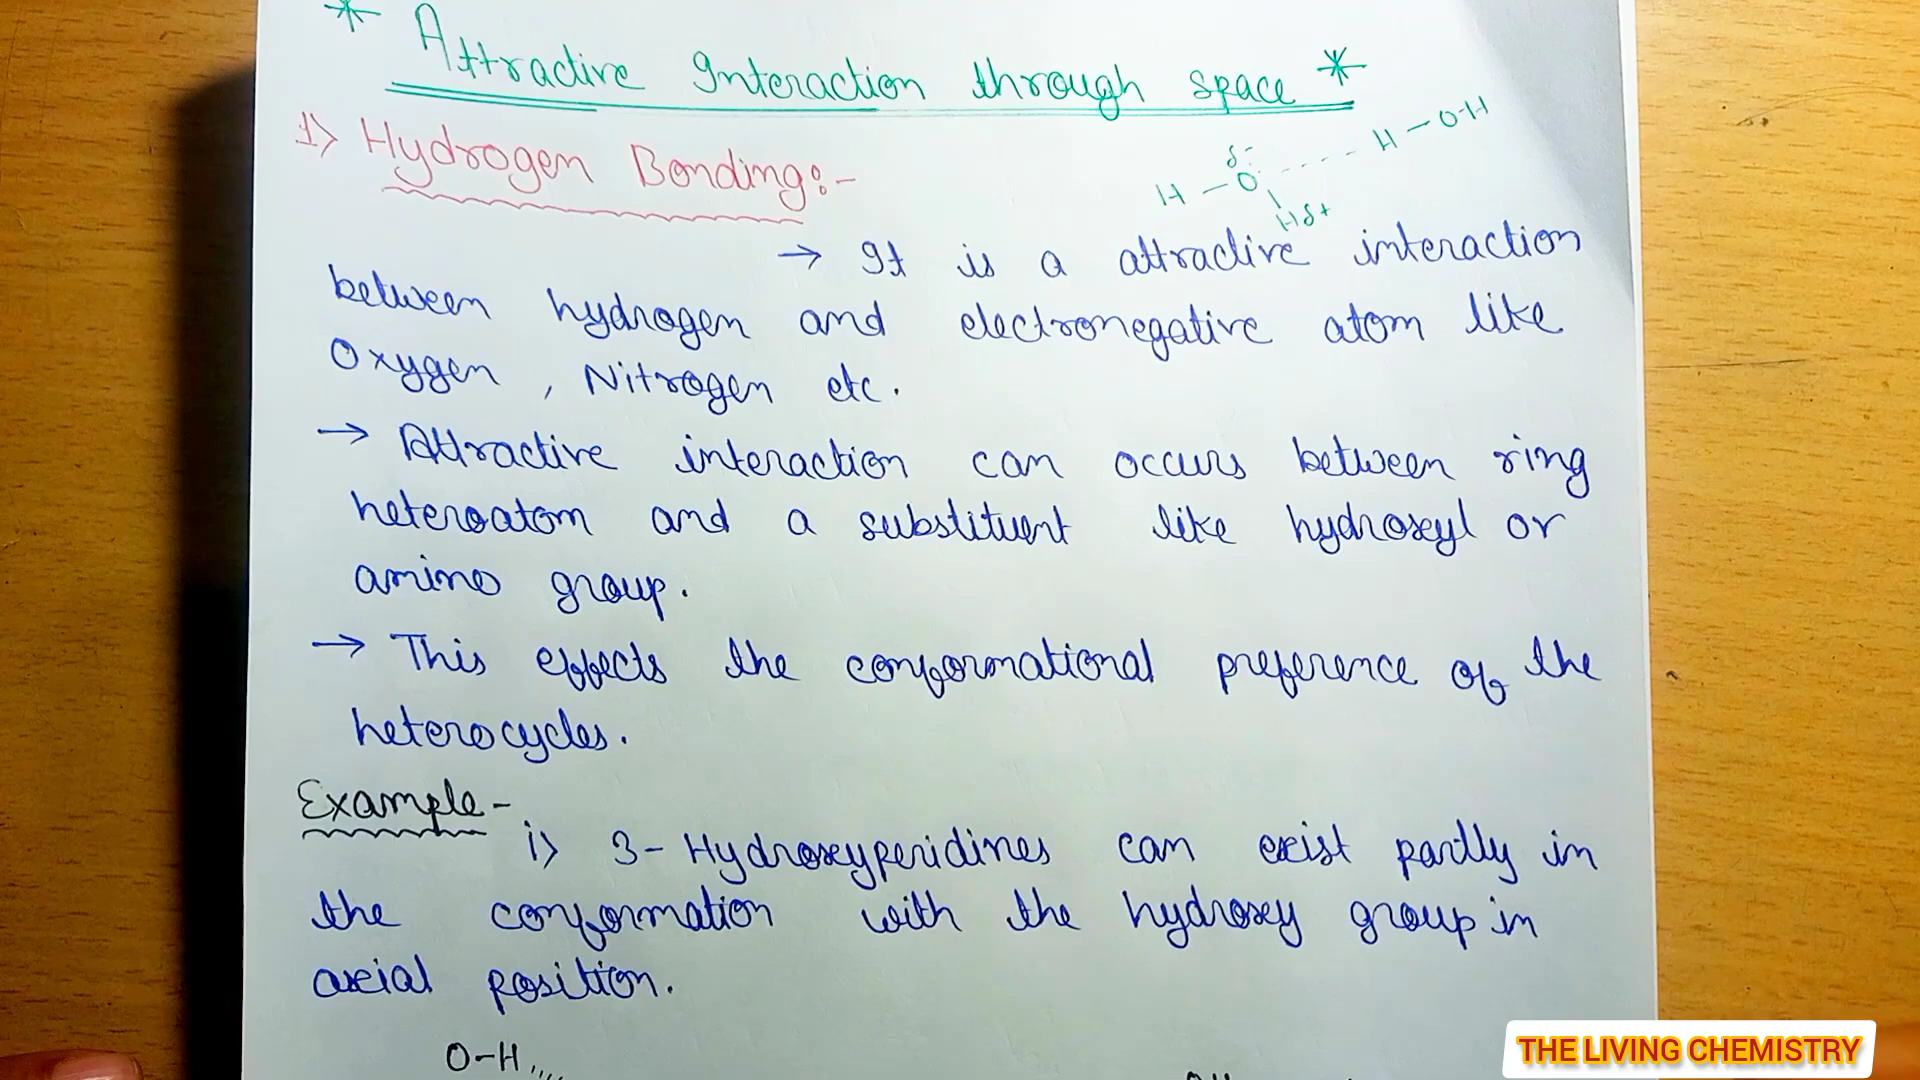 * Attractive Interaction through space *
1) Hydrogen Bonding:-
H - O δ- ---- H - O-H
H δ+
→ It is a attractive interaction
between hydrogen and electronegative atom like
Oxygen , Nitrogen etc.
→ Attractive interaction can occurs between ring
heteroatom and a substituent like hydroxyl or
amino group.
→ This effects the conformational preference of the
heterocycles.
Example-
i) 3-Hydroxyperidines can exist partly in
the conformation with the hydroxy group in
axial position.
O-H
THE LIVING CHEMISTRY